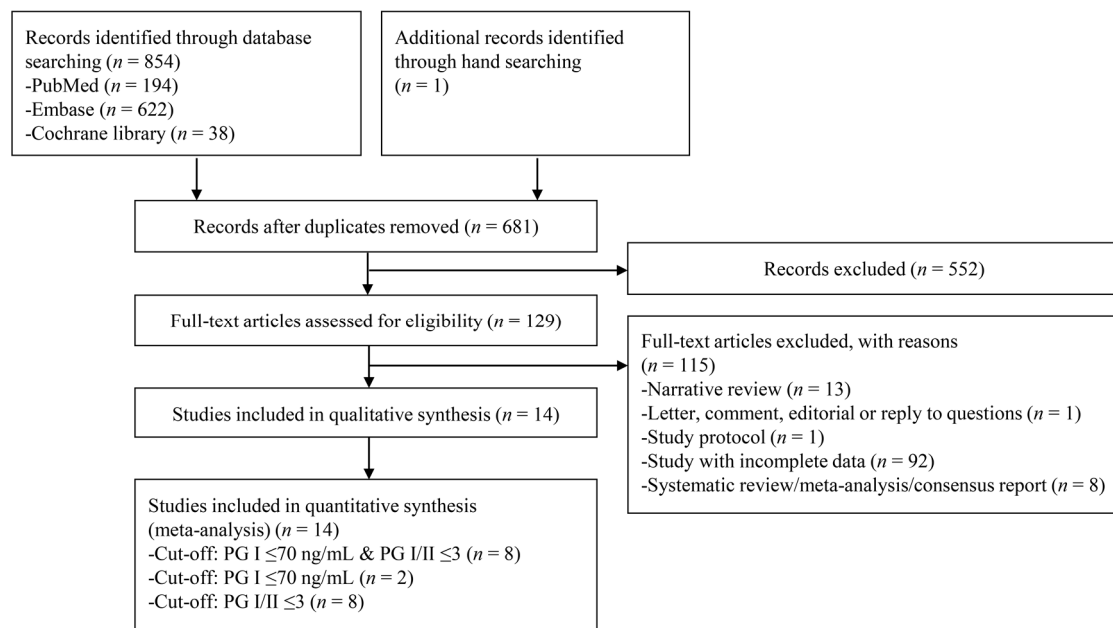 Records identified through database
searching (n = 854)
-PubMed (n = 194)
-Embase (n = 622)
-Cochrane library (n = 38)
Additional records identified
through hand searching
(n = 1)
Records after duplicates removed (n = 681)
Records excluded (n = 552)
Full-text articles assessed for eligibility (n = 129)
Full-text articles excluded, with reasons
(n = 115)
-Narrative review (n = 13)
-Letter, comment, editorial or reply to questions (n = 1)
-Study protocol (n = 1)
-Study with incomplete data (n = 92)
-Systematic review/meta-analysis/consensus report (n = 8)
Studies included in qualitative synthesis (n = 14)
Studies included in quantitative synthesis
(meta-analysis) (n = 14)
-Cut-off: PG I ≤70 ng/mL & PG I/II ≤3 (n = 8)
-Cut-off: PG I ≤70 ng/mL (n = 2)
-Cut-off: PG I/II ≤3 (n = 8)